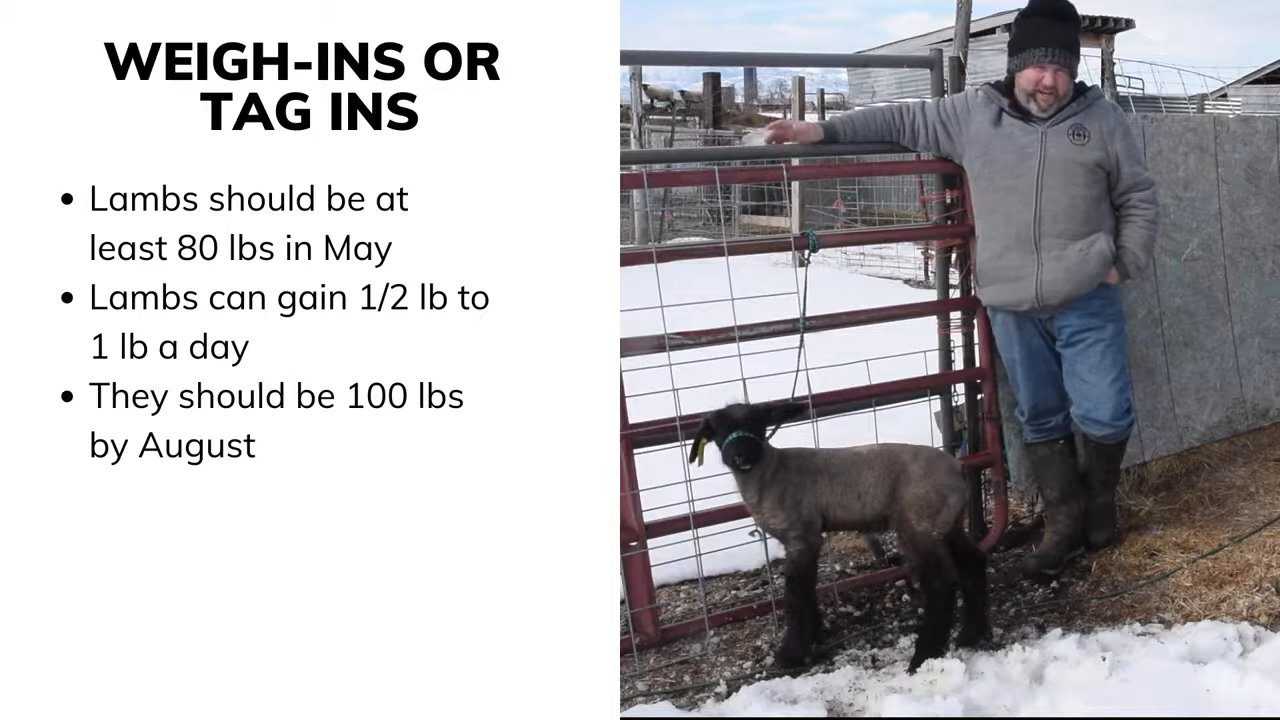 WEIGH-INS OR
TAG INS
• Lambs should be at
least 80 lbs in May
• Lambs can gain 1/2 lb to
1 lb a day
• They should be 100 lbs
by August